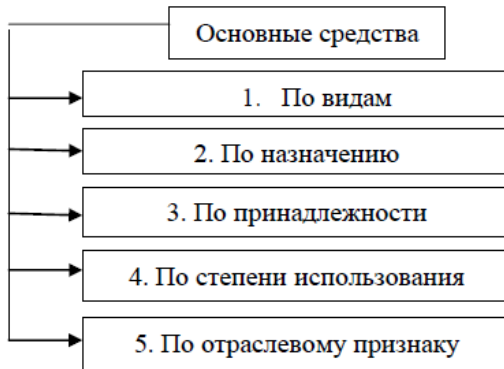 Основные средства
1. По видам
2. По назначению
3. По принадлежности
4. По степени использования
5. По отраслевому признаку